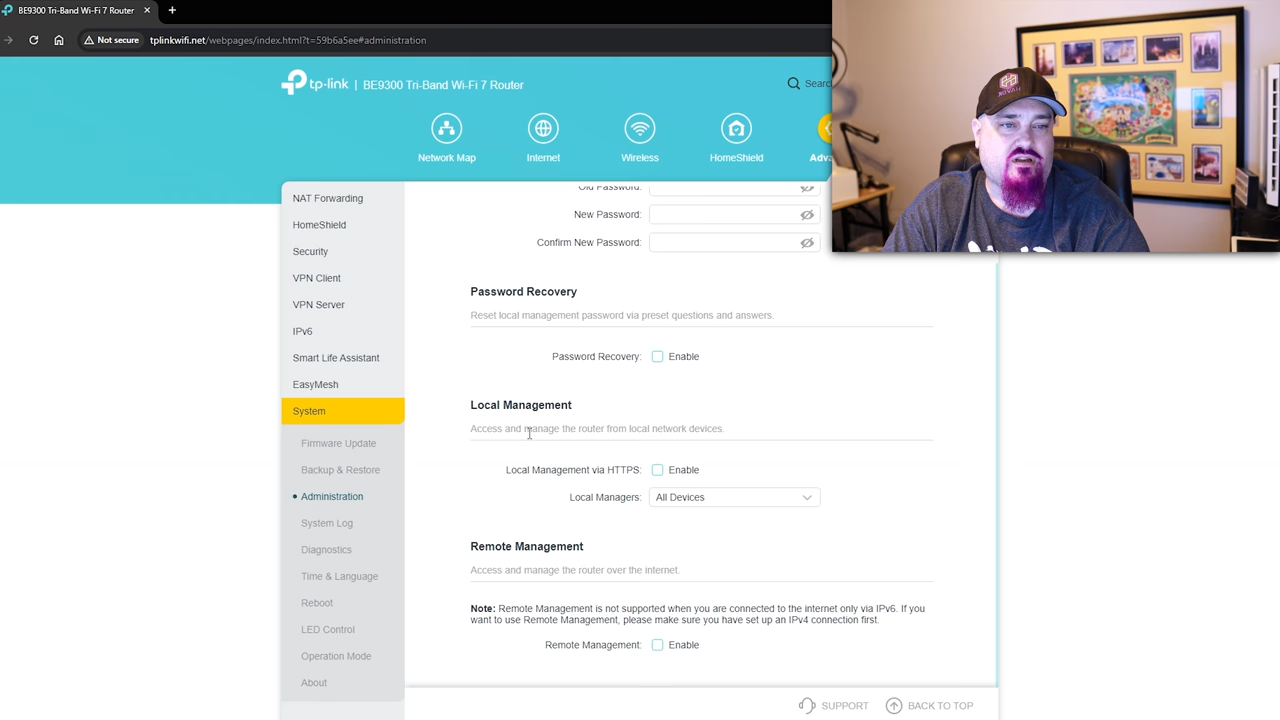 BE9300 Tri-Band Wi-Fi 7 Router
Not secure tplinkwifi.net/webpages/index.html?t=59b6a5ee#administration
tp-link | BE9300 Tri-Band Wi-Fi 7 Router
Network Map
Internet
Wireless
HomeShield
NAT Forwarding
HomeShield
Security
VPN Client
VPN Server
IPv6
Smart Life Assistant
EasyMesh
System
Firmware Update
Backup & Restore
Administration
System Log
Diagnostics
Time & Language
Reboot
LED Control
Operation Mode
About
Old Password:
New Password:
Confirm New Password:
Password Recovery
Reset local management password via preset questions and answers.
Password Recovery: Enable
Local Management
Access and manage the router from local network devices.
Local Management via HTTPS: Enable
Local Managers: All Devices
Remote Management
Access and manage the router over the internet.
Note: Remote Management is not supported when you are connected to the internet only via IPv6. If you
want to use Remote Management, please make sure you have set up an IPv4 connection first.
Remote Management: Enable
SUPPORT
BACK TO TOP